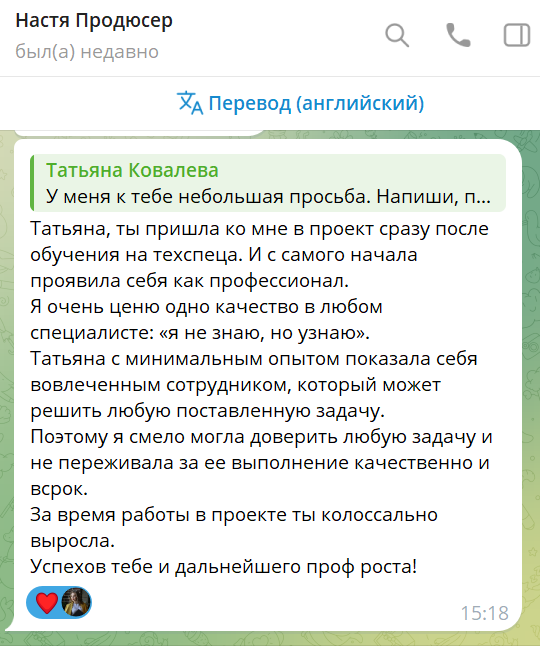 Настя Продюсер
был(а) недавно
Перевод (английский)
Татьяна Ковалева
У меня к тебе небольшая просьба. Напиши, п...
Татьяна, ты пришла ко мне в проект сразу после
обучения на техспеца. И с самого начала
проявила себя как профессионал.
Я очень ценю одно качество в любом
специалисте: «я не знаю, но узнаю».
Татьяна с минимальным опытом показала себя
вовлеченным сотрудником, который может
решить любую поставленную задачу.
Поэтому я смело могла доверить любую задачу и
не переживала за ее выполнение качественно и
всрок.
За время работы в проекте ты колоссально
выросла.
Успехов тебе и дальнейшего проф роста!
15:18